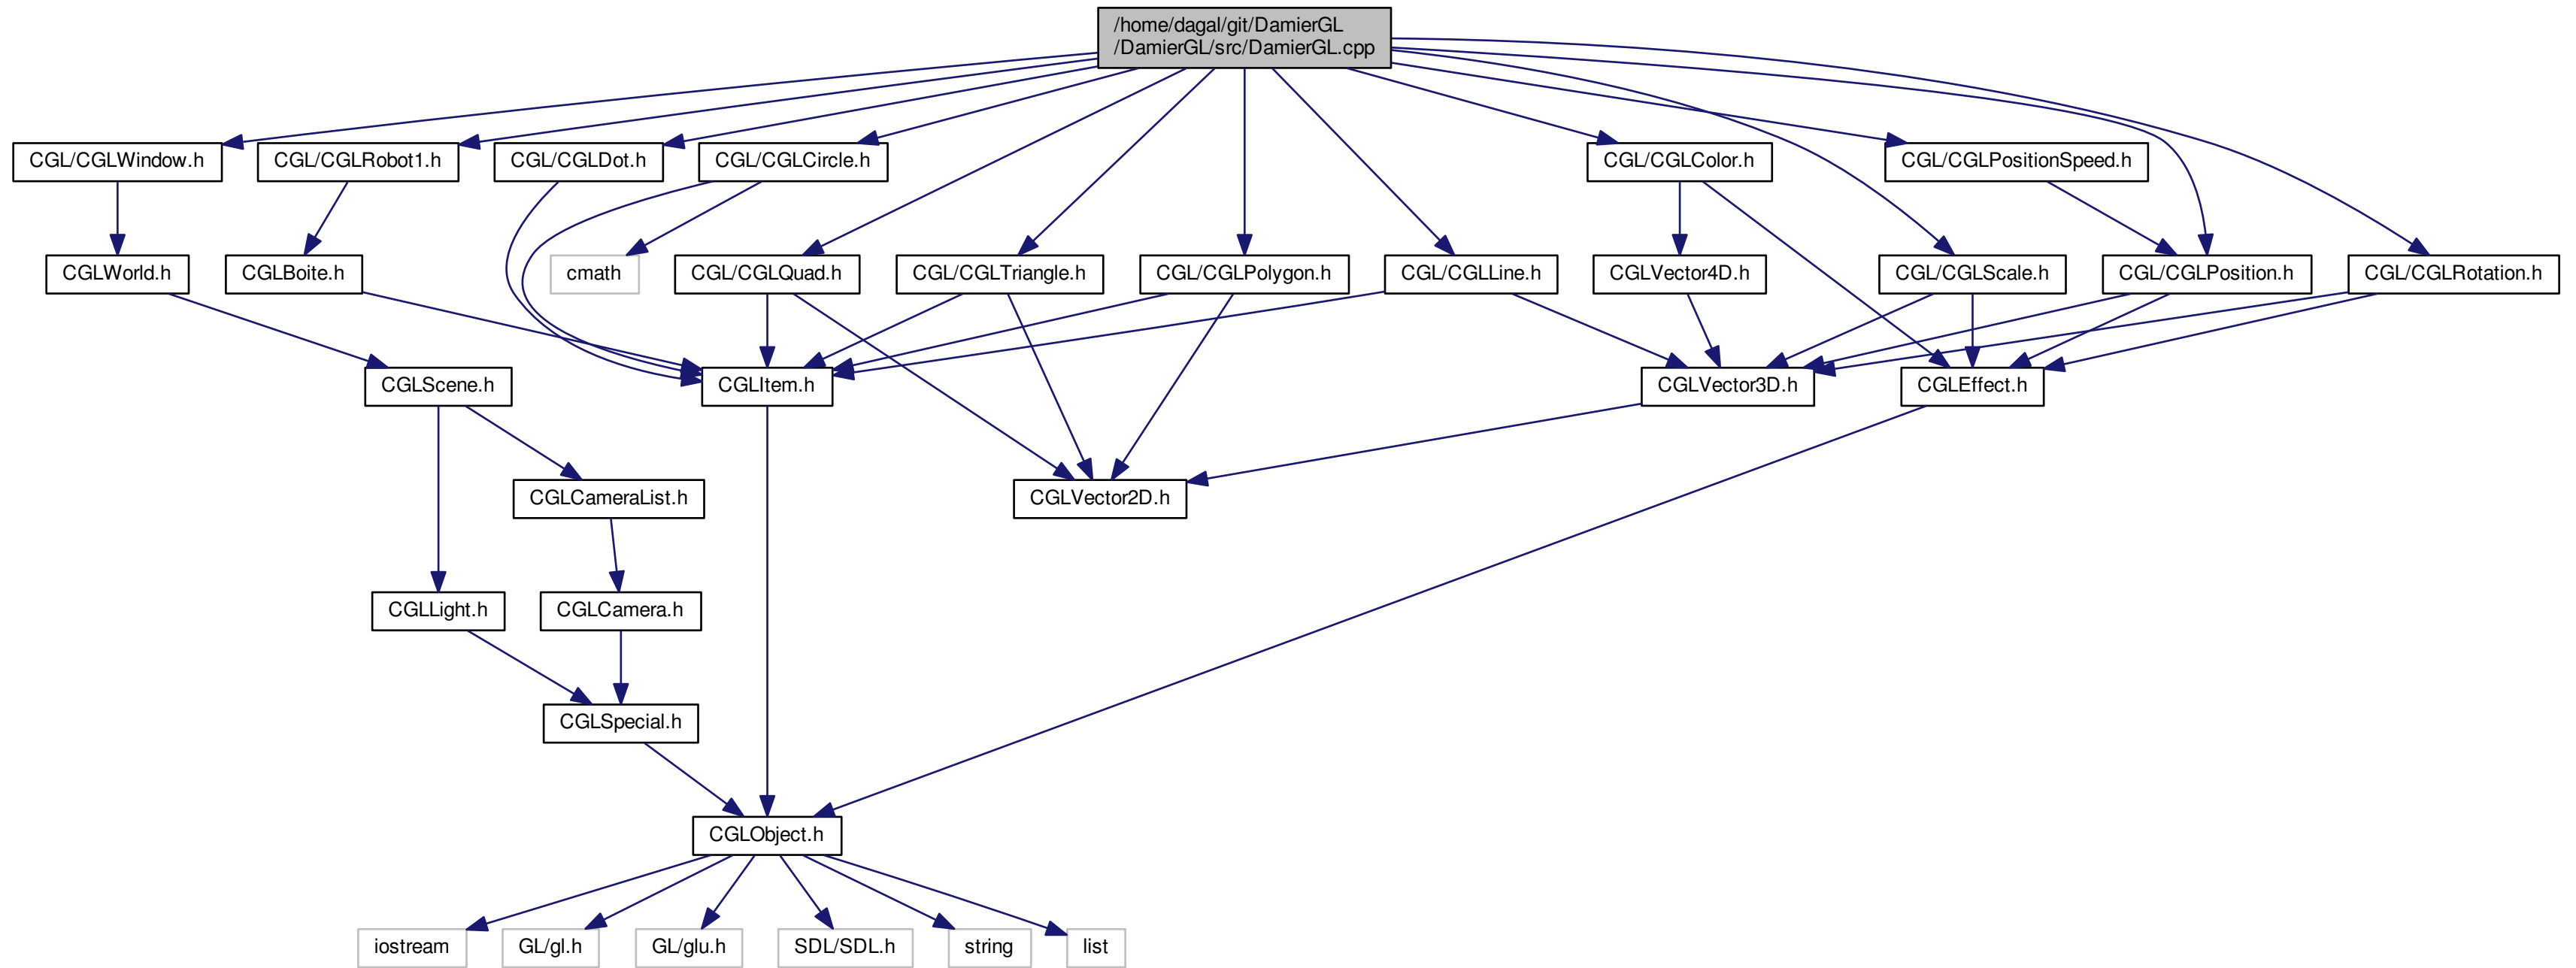 /home/dagal/git/DamierGL
/DamierGL/src/DamierGL.cpp
CGL/CGLWindow.h
CGL/CGLRobot1.h
CGL/CGLDot.h
CGL/CGLCircle.h
CGL/CGLColor.h
CGL/CGLPositionSpeed.h
CGLWorld.h
CGLBoite.h
cmath
CGL/CGLQuad.h
CGL/CGLTriangle.h
CGL/CGLPolygon.h
CGL/CGLLine.h
CGLVector4D.h
CGL/CGLScale.h
CGL/CGLPosition.h
CGL/CGLRotation.h
CGLScene.h
CGLItem.h
CGLVector3D.h
CGLEffect.h
CGLCameraList.h
CGLVector2D.h
CGLLight.h
CGLCamera.h
CGLSpecial.h
CGLObject.h
iostream
GL/gl.h
GL/glu.h
SDL/SDL.h
string
list